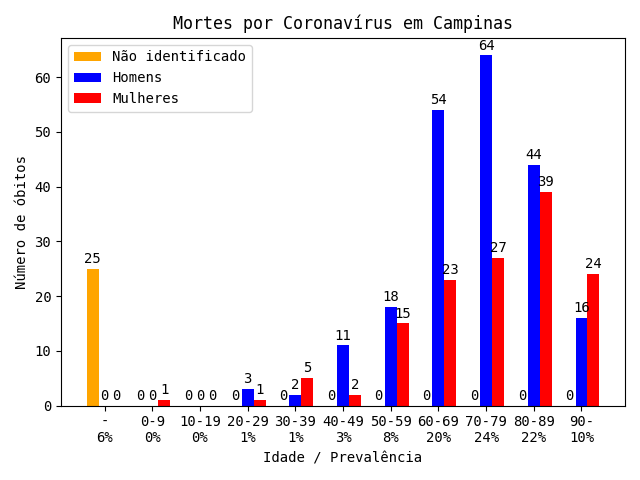 Mortes por Coronavírus em Campinas
Não identificado
Homens
Mulheres
Número de óbitos
60
50
40
30
20
10
0
25 0 0
0 0 1
0 0 0
0 3 1
0 2 5
0 11 2
0 18 15
0 54 23
0 64 27
0 44 39
0 16 24
- 0-9 10-19 20-29 30-39 40-49 50-59 60-69 70-79 80-89 90-
6% 0% 0% 1% 1% 3% 8% 20% 24% 22% 10%
Idade / Prevalência